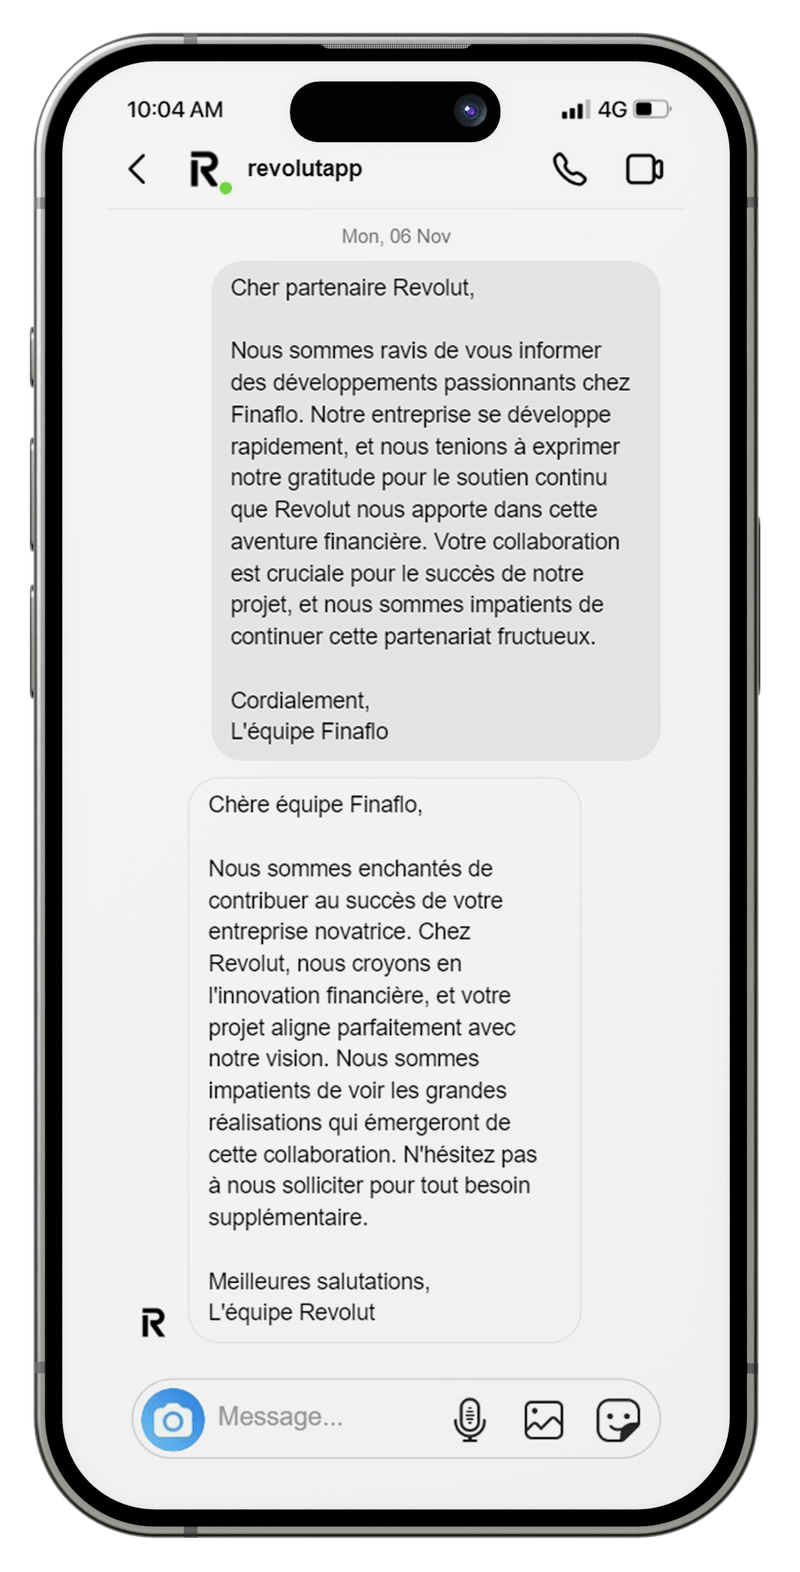 10:04 AM
4G
revolutapp
Mon, 06 Nov
Cher partenaire Revolut,
Nous sommes ravis de vous informer
des développements passionnants chez
Finaflo. Notre entreprise se développe
rapidement, et nous tenions à exprimer
notre gratitude pour le soutien continu
que Revolut nous apporte dans cette
aventure financière. Votre collaboration
est cruciale pour le succès de notre
projet, et nous sommes impatients de
continuer cette partenariat fructueux.
Cordialement,
L'équipe Finaflo
Chère équipe Finaflo,
Nous sommes enchantés de
contribuer au succès de votre
entreprise novatrice. Chez
Revolut, nous croyons en
l'innovation financière, et votre
projet aligne parfaitement avec
notre vision. Nous sommes
impatients de voir les grandes
réalisations qui émergeront de
cette collaboration. N'hésitez pas
à nous solliciter pour tout besoin
supplémentaire.
Meilleures salutations,
L'équipe Revolut
Message...